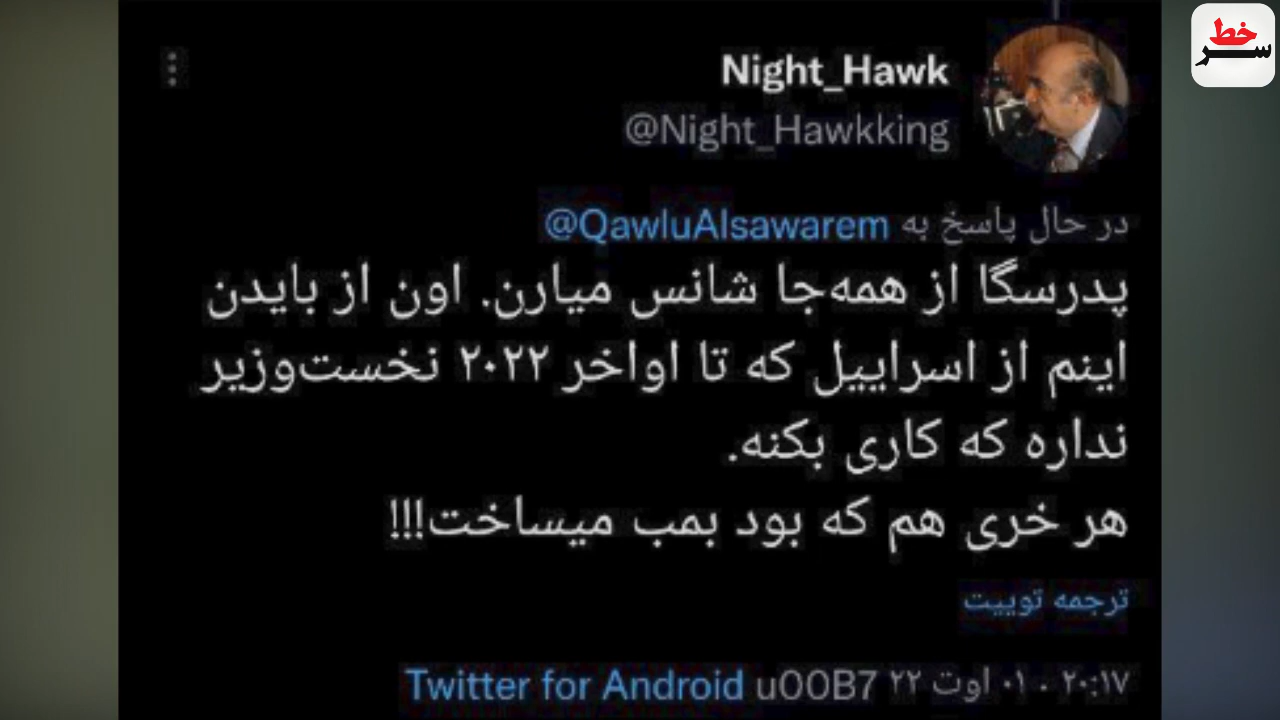 خط
سر
Night_Hawk
@Night_Hawkking
در حال پاسخ به @QawluAlsawarem
پدرسگا از همه‌جا شانس میارن. اون از بایدن
اینم از اسراییل که تا اواخر ۲۰۲۲ نخست‌وزیر
نداره که کاری بکنه.
هر خری هم که بود بمب میساخت!!!
ترجمه توییت
۲۰:۱۷ . ۰۱ اوت ۲۲ u00B7 Twitter for Android